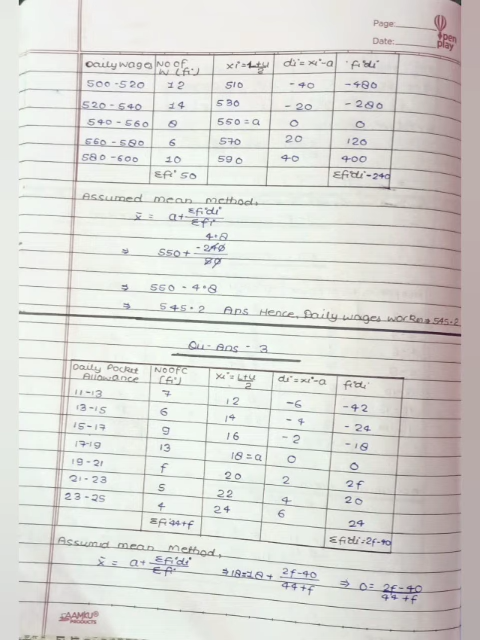 Page:
Date:
open play
Daily Wages No of W (fi) xi = L+U/2 di = xi-a fidi
500-520 12 510 -40 -480
520-540 14 530 -20 -280
540-560 8 550 = a 0 0
560-580 6 570 20 120
580-600 10 590 40 400
Σfi 50 Σfidi-240
Assumed mean method,
x̄ = a+ Σfidi/Σfi
4.8
⇒ 550+ -240/50
⇒ 550 - 4.8
⇒ 545.2 Ans Hence, Daily wages worker = 545.2
Qu- Ans - 3
Daily Pocket Allowance No OF C (fi) xi = L+U/2 di = xi-a fidi
11-13 7 12 -6 -42
13-15 6 14 -4 -24
15-17 9 16 -2 -18
17-19 13 18 = a 0 0
19-21 f 20 2 2f
21-23 5 22 4 20
23-25 4 24 6 24
Σfi 44+f Σfidi = 2f-40
Assumid mean method,
x̄ = a+ Σfidi/Σfi ⇒ 18=18 + 2f-40/44+f ⇒ 0= 2f-40/44+f
AAMKU
PRODUCTS